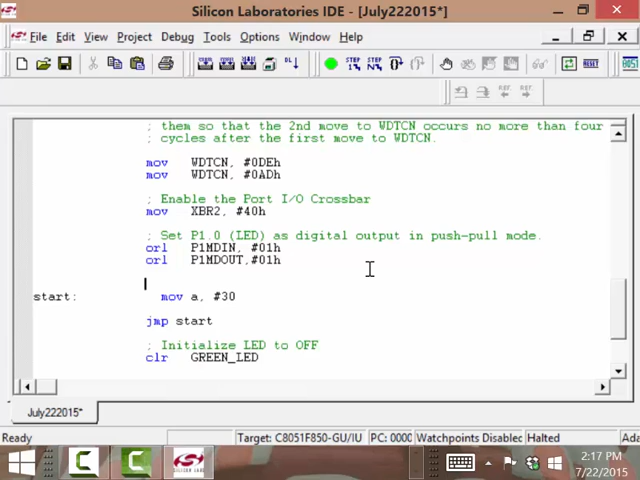 Silicon Laboratories IDE - [July222015*]
File Edit View Project Debug Tools Options Window Help
; them so that the 2nd move to WDTCN occurs no more than four
; cycles after the first move to WDTCN.
mov WDTCN, #0DEh
mov WDTCN, #0ADh
; Enable the Port I/O Crossbar
mov XBR2, #40h
; Set P1.0 (LED) as digital output in push-pull mode.
orl P1MDIN, #01h
orl P1MDOUT,#01h
start: mov a, #30
jmp start
; Initialize LED to OFF
clr GREEN_LED
July222015*
Ready Target: C8051F850-GU/IU PC: 0000 Watchpoints Disabled Halted Ada
2:17 PM
7/22/2015